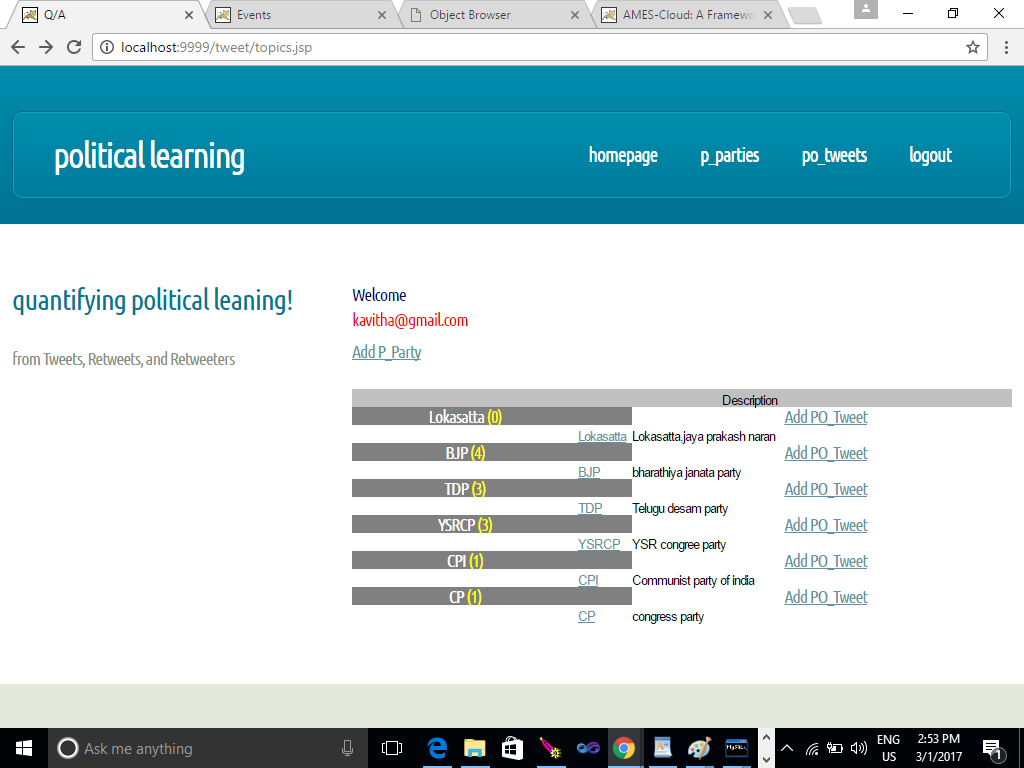 Q/A
Events
Object Browser
AMES-Cloud: A Framewo
localhost:9999/tweet/topics.jsp
political learning
homepage
p_parties
po_tweets
logout
quantifying political leaning!
from Tweets, Retweets, and Retweeters
Welcome
kavitha@gmail.com
Add P_Party
Description
Lokasatta (0)
Add PO_Tweet
Lokasatta Lokasatta,jaya prakash naran
BJP (4)
Add PO_Tweet
BJP bharathiya janata party
TDP (3)
Add PO_Tweet
TDP Telugu desam party
YSRCP (3)
Add PO_Tweet
YSRCP YSR congree party
CPI (1)
Add PO_Tweet
CPI Communist party of india
CP (1)
Add PO_Tweet
CP congress party
Ask me anything
MySQL
ENG
US
2:53 PM
3/1/2017
1